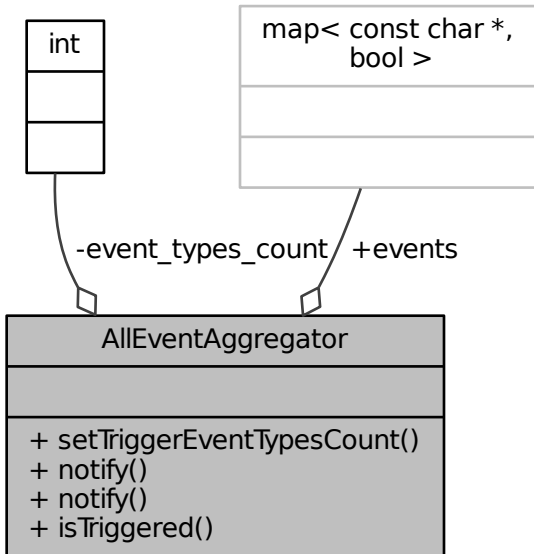 int
map< const char *,
bool >
-event_types_count
+events
AllEventAggregator
+ setTriggerEventTypesCount()
+ notify()
+ notify()
+ isTriggered()